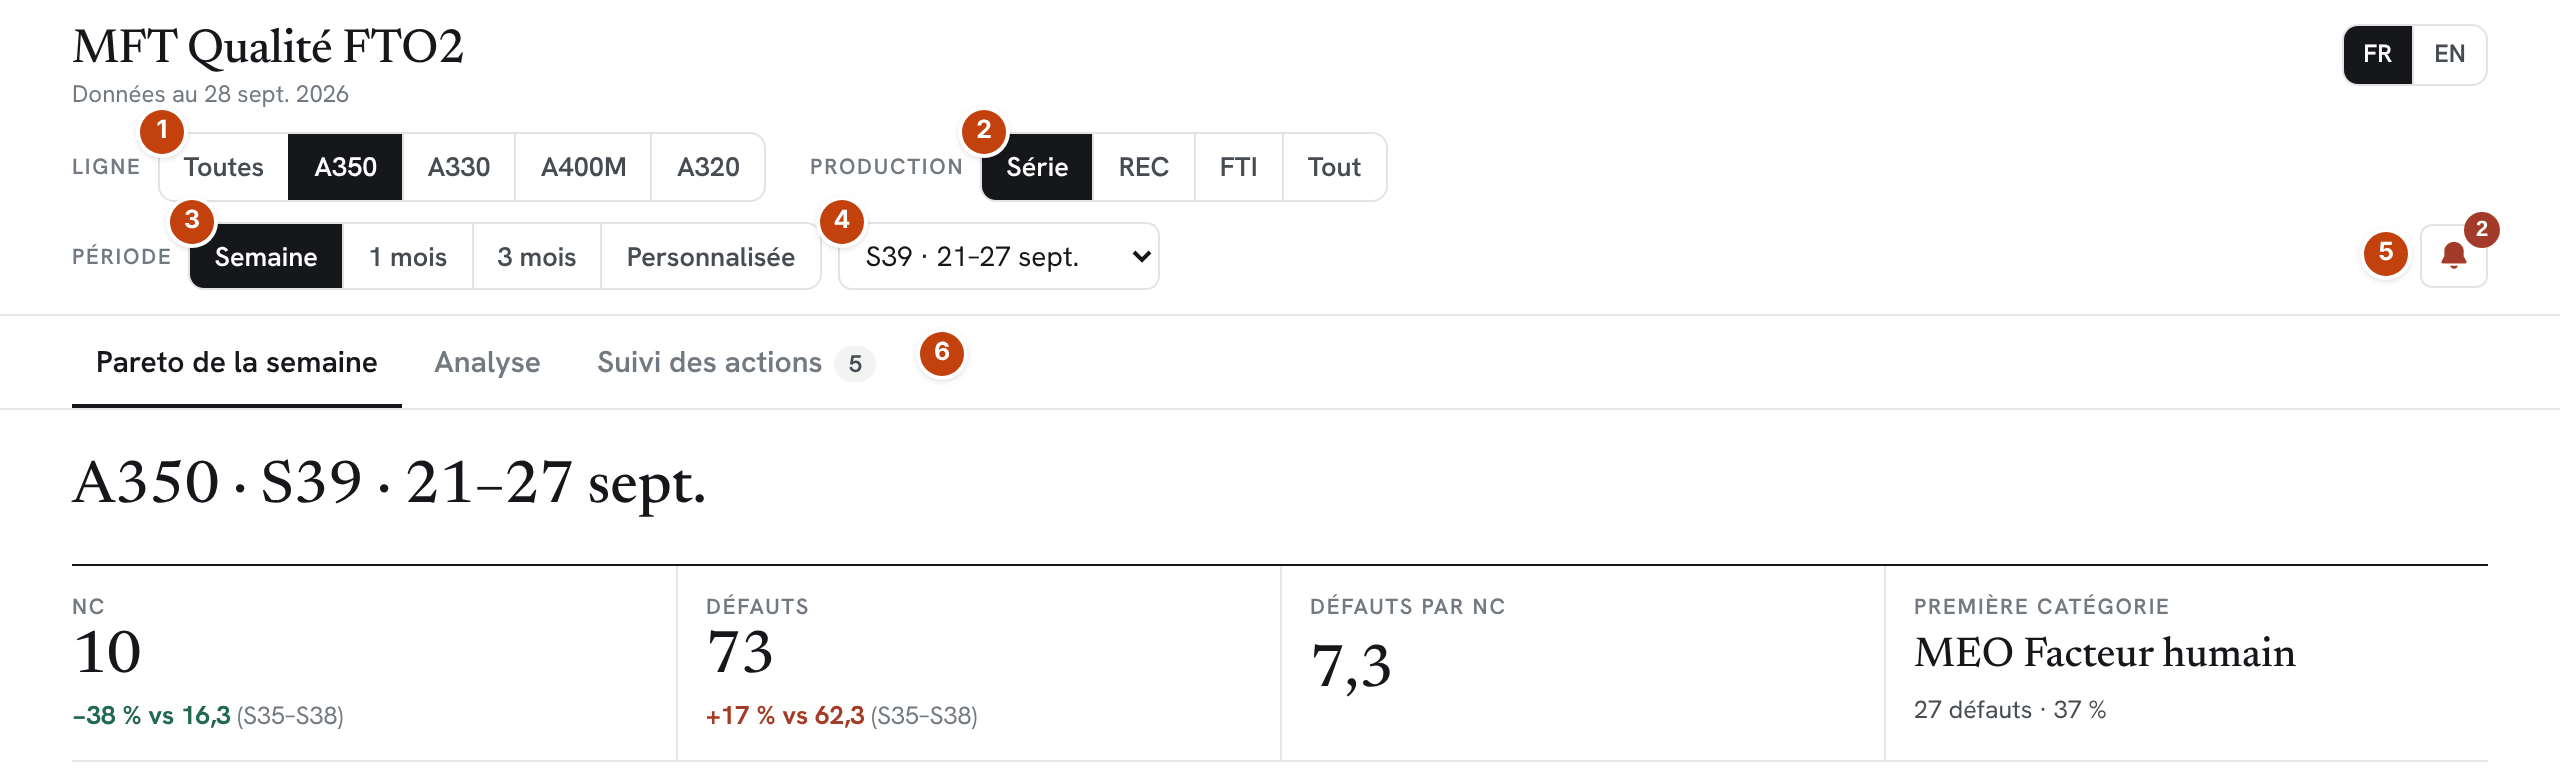 MFT Qualité FTO2
FR EN
Données au 28 sept. 2026
1 2
LIGNE Toutes A350 A330 A400M A320 PRODUCTION Série REC FTI Tout
3 4
PÉRIODE Semaine 1 mois 3 mois Personnalisée S39 · 21–27 sept. 5 2
Pareto de la semaine Analyse Suivi des actions 5 6
A350 · S39 · 21–27 sept.
NC
10
–38 % vs 16,3 (S35–S38)
DÉFAUTS
73
+17 % vs 62,3 (S35–S38)
DÉFAUTS PAR NC
7,3
PREMIÈRE CATÉGORIE
MEO Facteur humain
27 défauts · 37 %